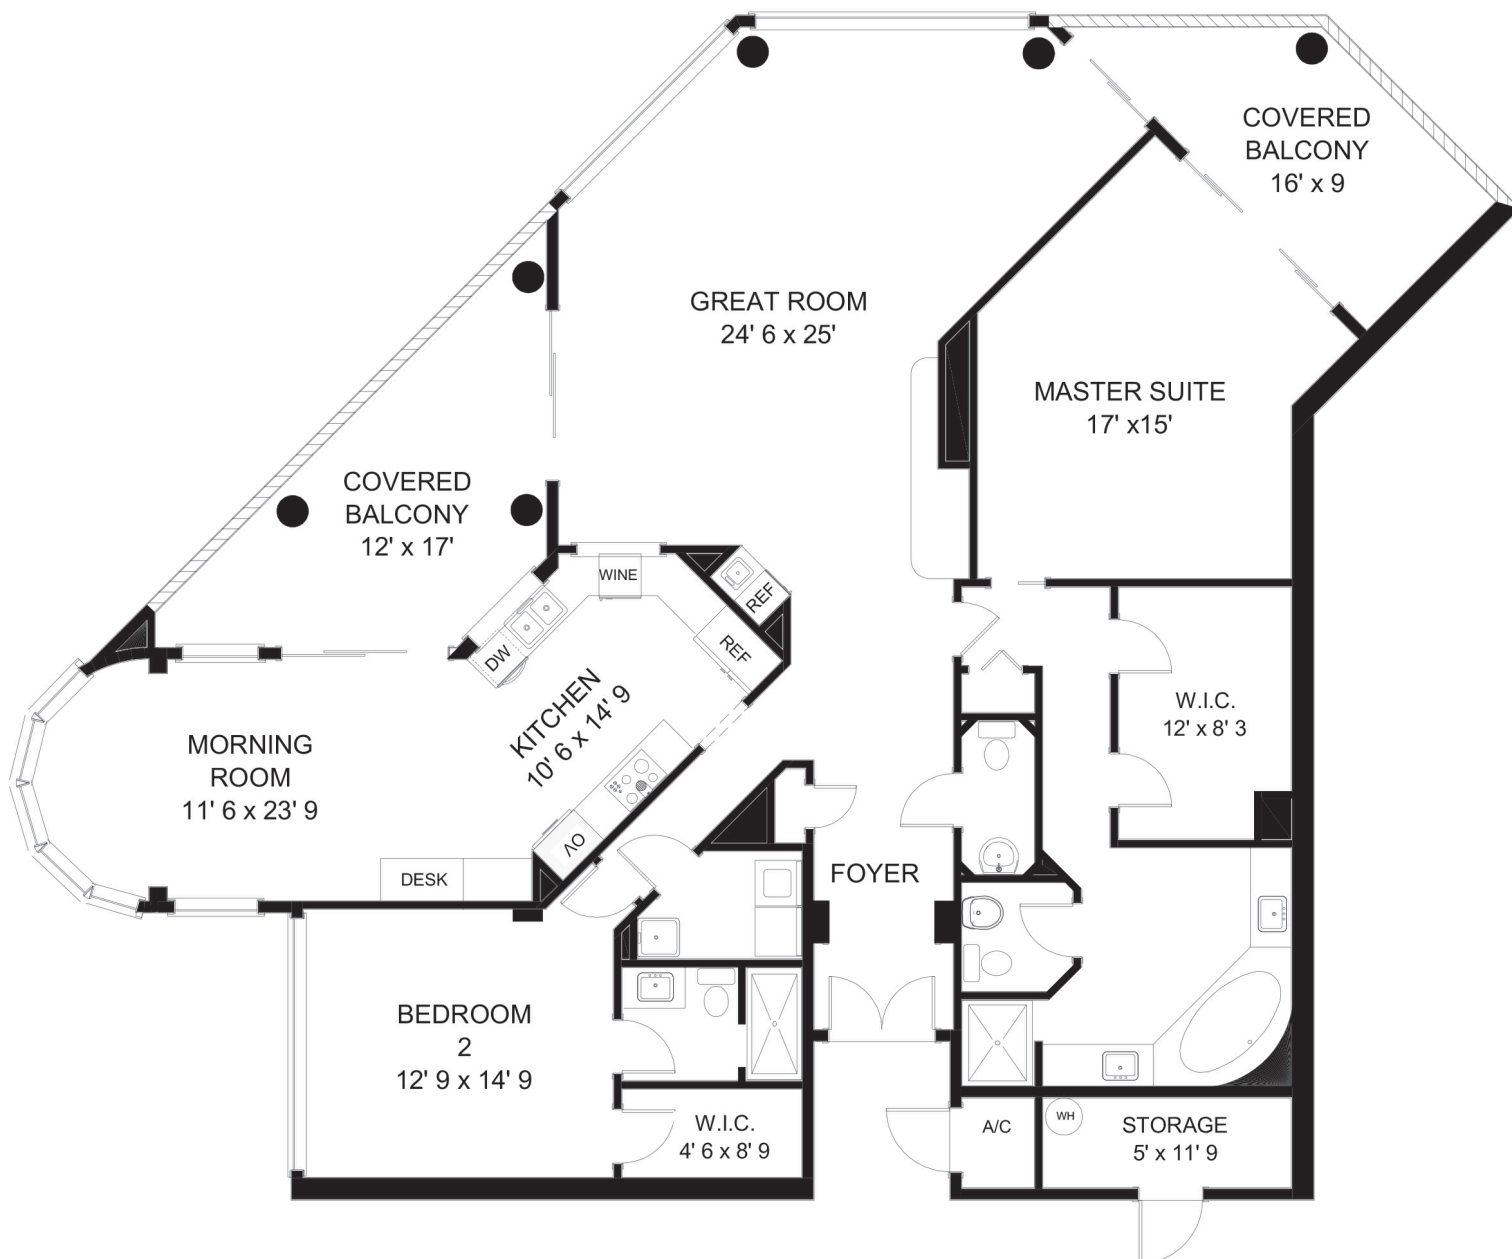 COVERED
BALCONY
16' x 9
GREAT ROOM
24' 6 x 25'
MASTER SUITE
17' x15'
COVERED
BALCONY
12' x 17'
WINE
REF
REF
DW
KITCHEN
10' 6 x 14' 9
W.I.C.
12' x 8' 3
MORNING
ROOM
11' 6 x 23' 9
OV
DESK
FOYER
BEDROOM
2
12' 9 x 14' 9
W.I.C.
4' 6 x 8' 9
A/C
WH
STORAGE
5' x 11' 9